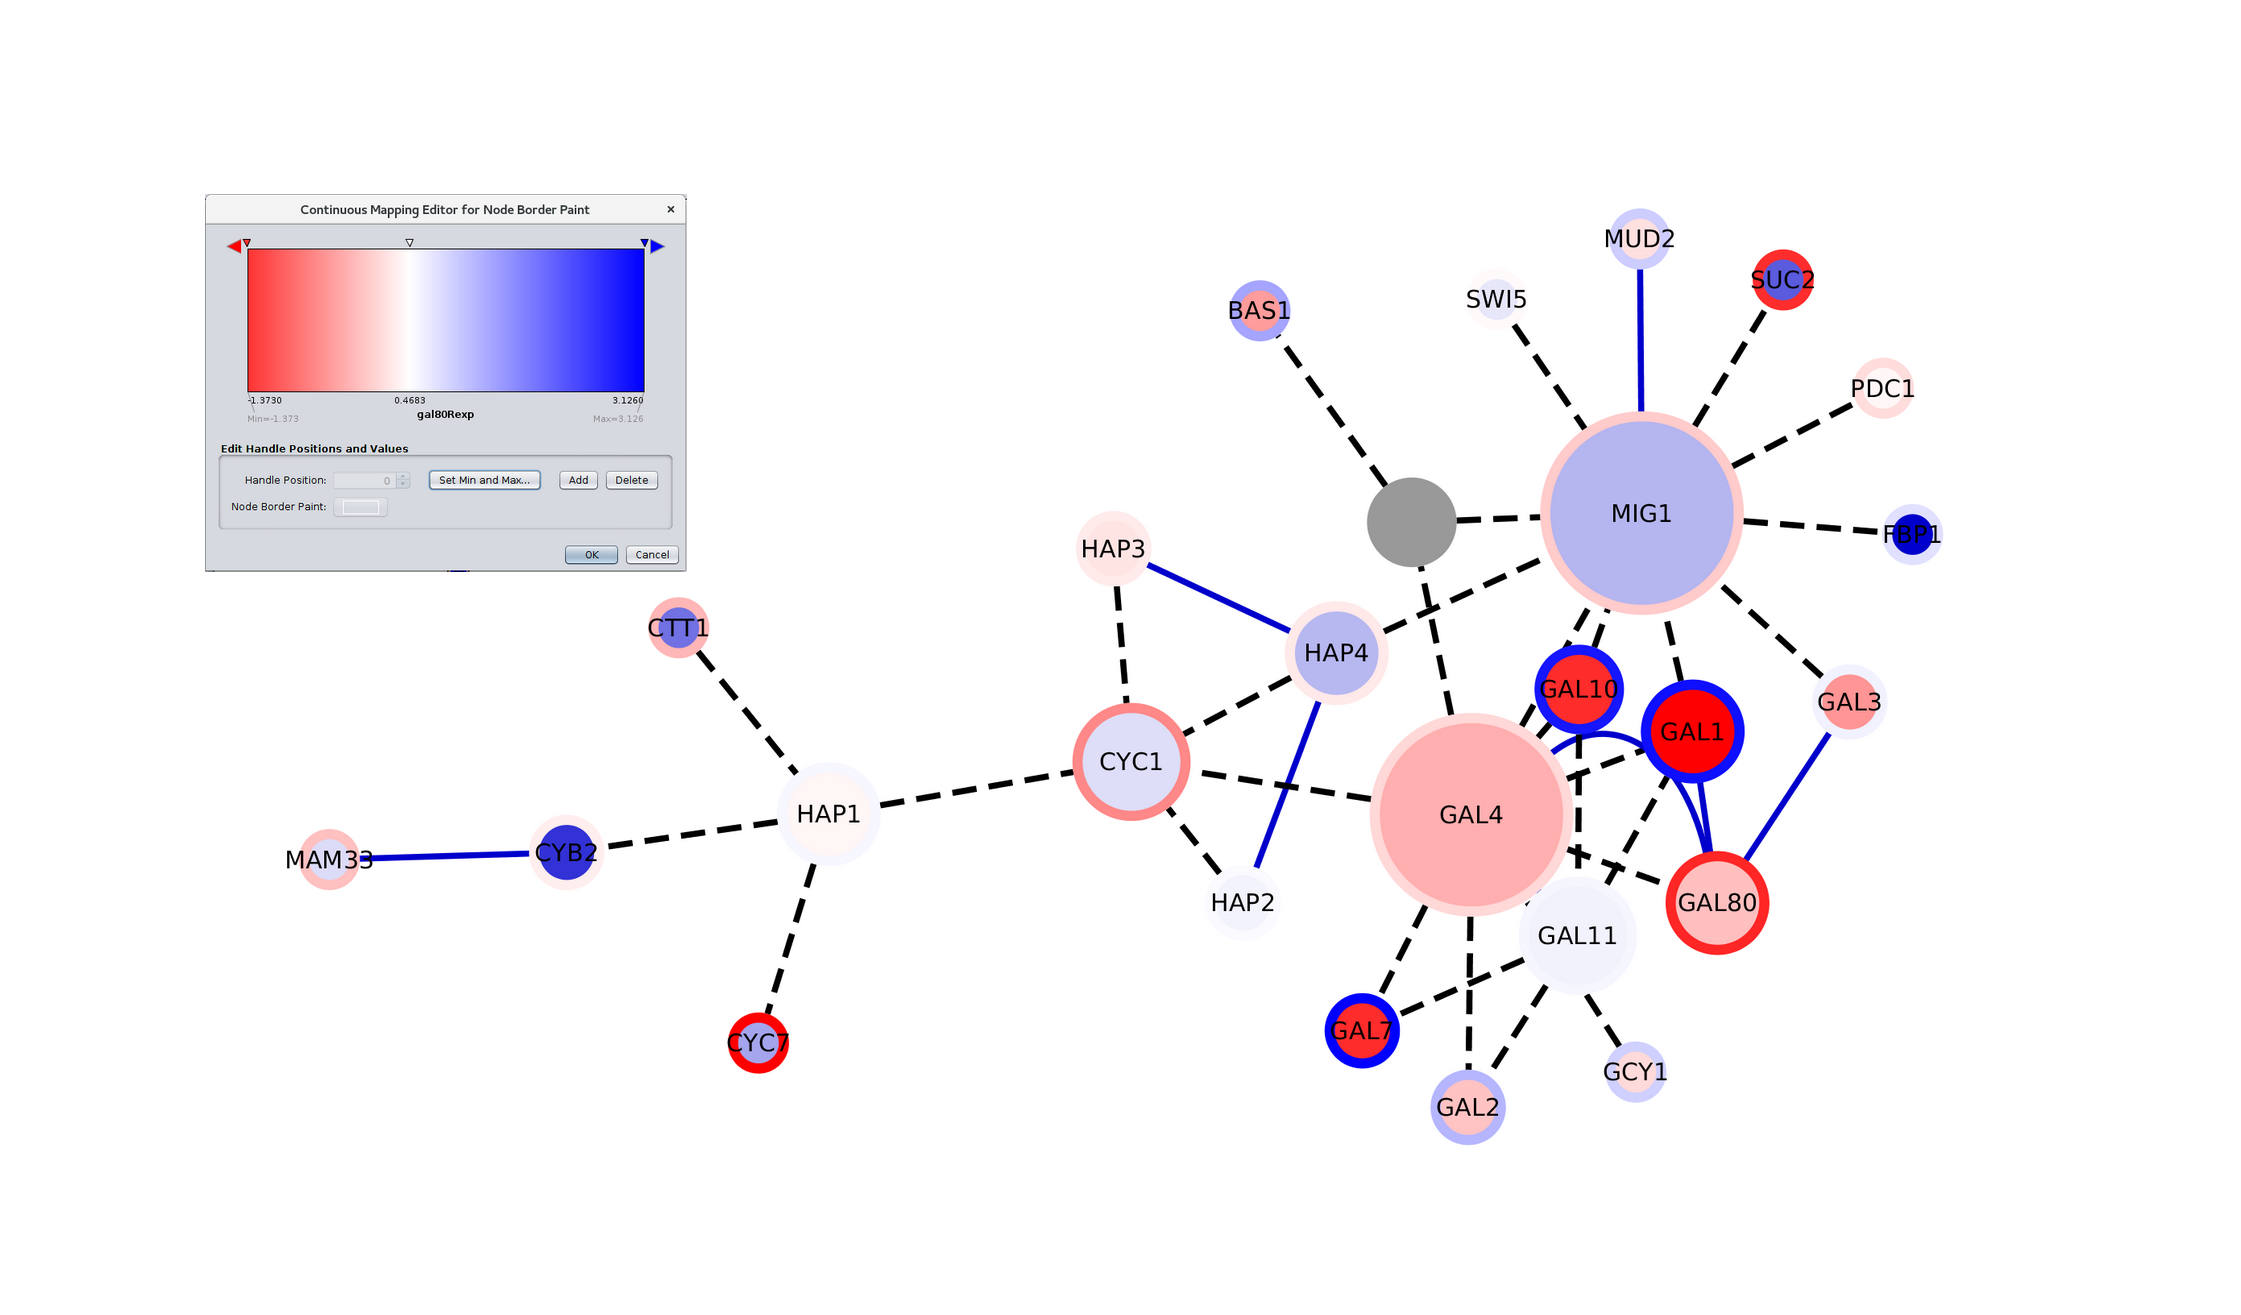 Continuous Mapping Editor for Node Border Paint ×
-1.3730 0.4683 3.1260
Min=-1.373 gal80Rexp Max=3.126
Edit Handle Positions and Values
Handle Position: 0 Set Min and Max... Add Delete
Node Border Paint:
OK Cancel
MUD2
SUC2
SWI5
BAS1
PDC1
MIG1
FBP1
HAP3
CTT1
HAP4
GAL10
GAL3
GAL1
CYC1
HAP1
GAL4
CYB2
MAM33
HAP2
GAL80
GAL11
GAL7
CYC7
GCY1
GAL2